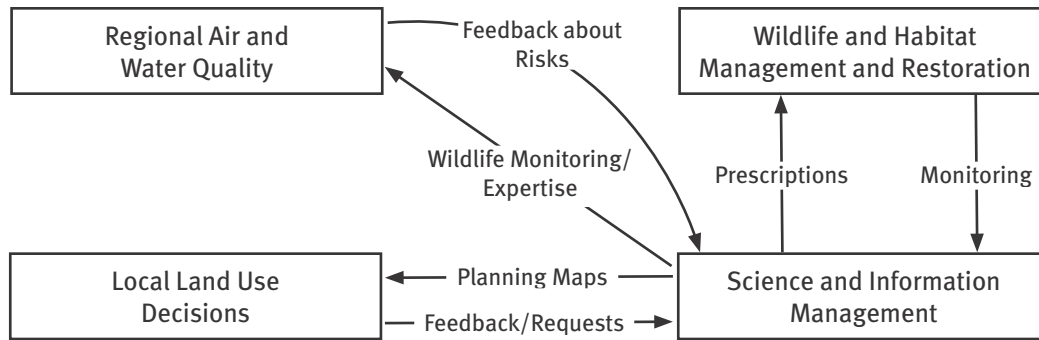 Regional Air and
Water Quality
Feedback about
Risks
Wildlife and Habitat
Management and Restoration
Wildlife Monitoring/
Expertise
Prescriptions
Monitoring
Local Land Use
Decisions
Planning Maps
Feedback/Requests
Science and Information
Management